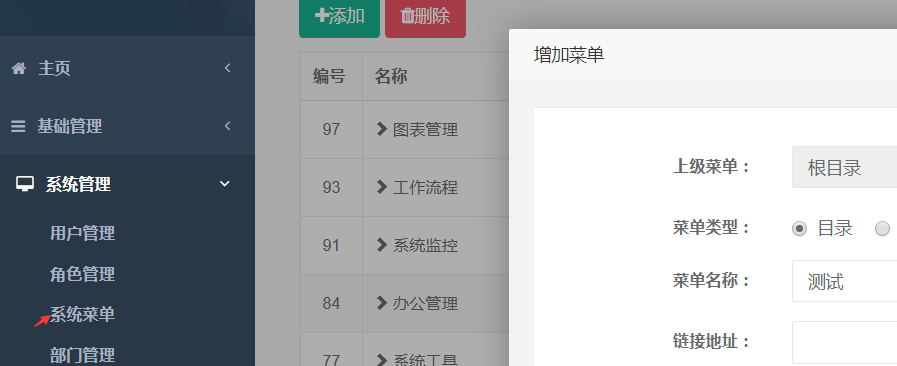 主页
基础管理
系统管理
用户管理
角色管理
系统菜单
部门管理
添加 删除
编号 名称
97 图表管理
93 工作流程
91 系统监控
84 办公管理
77 系统工具
增加菜单
上级菜单： 根目录
菜单类型： 目录
菜单名称： 测试
链接地址：